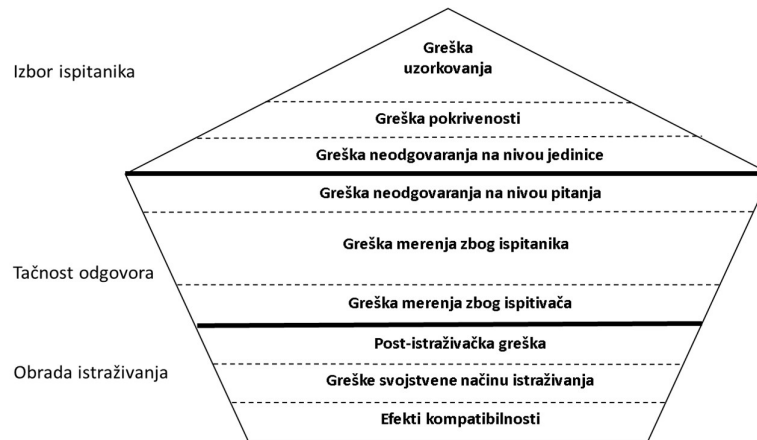 Izbor ispitanika
Greška
uzorkovanja
Greška pokrivenosti
Greška neodgovaranja na nivou jedinice
Greška neodgovaranja na nivou pitanja
Greška merenja zbog ispitanika
Tačnost odgovora
Greška merenja zbog ispitivača
Post-istraživačka greška
Obrada istraživanja
Greške svojstvene načinu istraživanja
Efekti kompatibilnosti